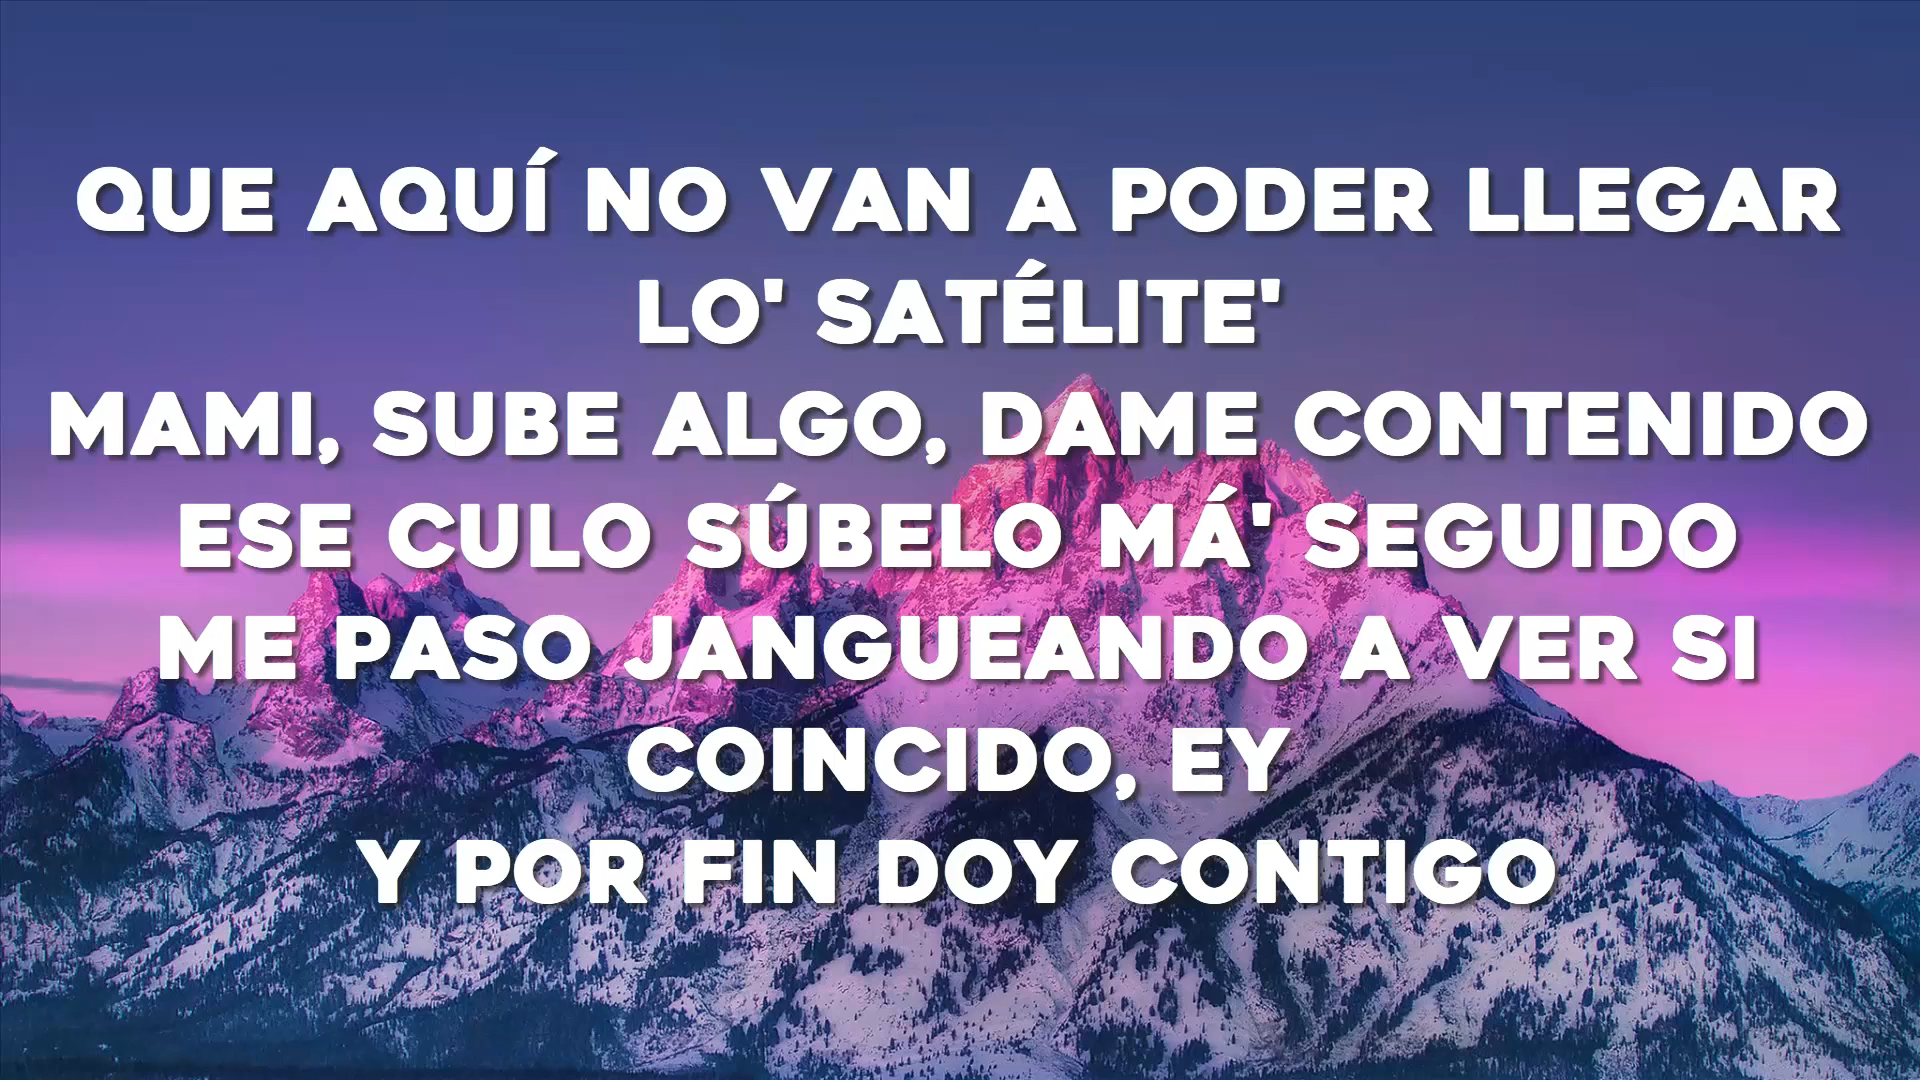 QUE AQUÍ NO VAN A PODER LLEGAR
LO' SATÉLITE'
MAMI, SUBE ALGO, DAME CONTENIDO
ESE CULO SÚBELO MÁ' SEGUIDO
ME PASO JANGUEANDO A VER SI
COINCIDO, EY
Y POR FIN DOY CONTIGO